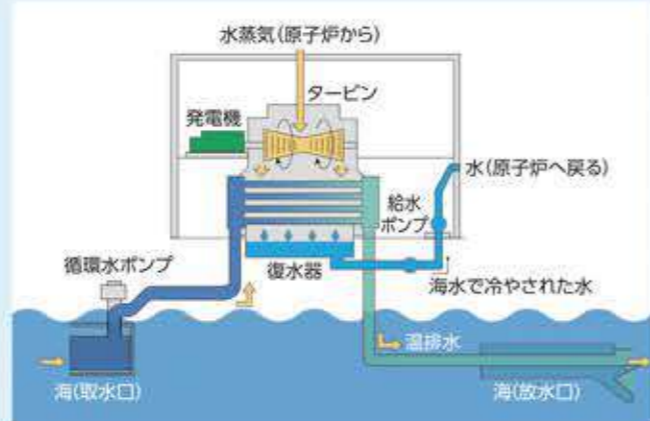 水蒸気(原子炉から)
タービン
発電機
水(原子炉へ戻る)
給水
ポンプ
循環水ポンプ
復水器
海水で冷やされた水
温排水
海(取水口)
海(放水口)